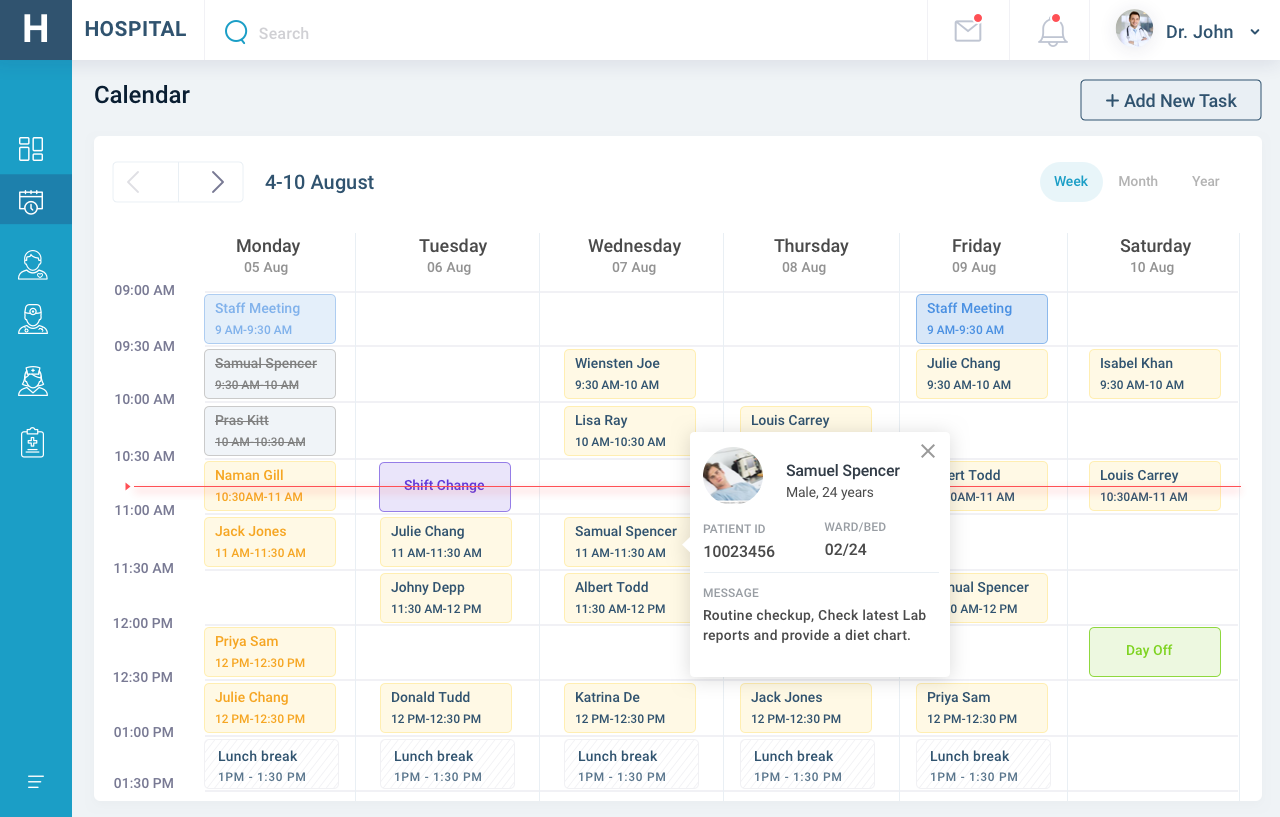 H
HOSPITAL
Search
Dr. John
Calendar
+ Add New Task
4-10 August
Week
Month
Year
Monday
05 Aug
Tuesday
06 Aug
Wednesday
07 Aug
Thursday
08 Aug
Friday
09 Aug
Saturday
10 Aug
09:00 AM
Staff Meeting
9 AM-9:30 AM
Staff Meeting
9 AM-9:30 AM
09:30 AM
Samual Spencer
9:30 AM-10 AM
Wiensten Joe
9:30 AM-10 AM
Julie Chang
9:30 AM-10 AM
Isabel Khan
9:30 AM-10 AM
10:00 AM
Pras Kitt
10 AM-10:30 AM
Lisa Ray
10 AM-10:30 AM
Louis Carrey
10:30 AM
Naman Gill
10:30AM-11 AM
Shift Change
ert Todd
0AM-11 AM
Louis Carrey
10:30AM-11 AM
11:00 AM
Jack Jones
11 AM-11:30 AM
Julie Chang
11 AM-11:30 AM
Samual Spencer
11 AM-11:30 AM
Samuel Spencer
Male, 24 years
PATIENT ID
10023456
WARD/BED
02/24
MESSAGE
Routine checkup, Check latest Lab
reports and provide a diet chart.
11:30 AM
Johny Depp
11:30 AM-12 PM
Albert Todd
11:30 AM-12 PM
nual Spencer
0 AM-12 PM
12:00 PM
Priya Sam
12 PM-12:30 PM
Day Off
12:30 PM
Julie Chang
12 PM-12:30 PM
Donald Tudd
12 PM-12:30 PM
Katrina De
12 PM-12:30 PM
Jack Jones
12 PM-12:30 PM
Priya Sam
12 PM-12:30 PM
01:00 PM
Lunch break
1PM - 1:30 PM
Lunch break
1PM - 1:30 PM
Lunch break
1PM - 1:30 PM
Lunch break
1PM - 1:30 PM
Lunch break
1PM - 1:30 PM
01:30 PM